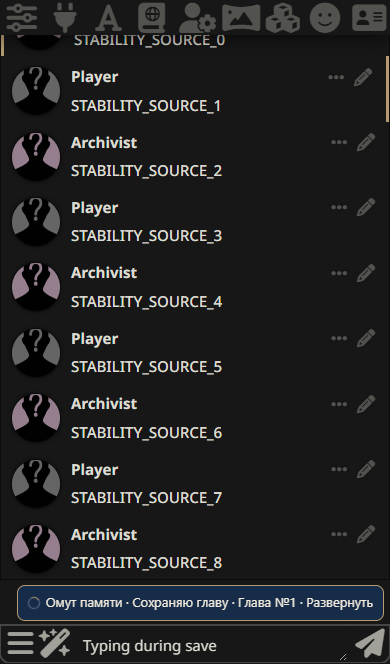 STABILITY_SOURCE_0
Player
STABILITY_SOURCE_1
Archivist
STABILITY_SOURCE_2
Player
STABILITY_SOURCE_3
Archivist
STABILITY_SOURCE_4
Player
STABILITY_SOURCE_5
Archivist
STABILITY_SOURCE_6
Player
STABILITY_SOURCE_7
Archivist
STABILITY_SOURCE_8
Омут памяти · Сохраняю главу · Глава №1 · Развернуть
Typing during save